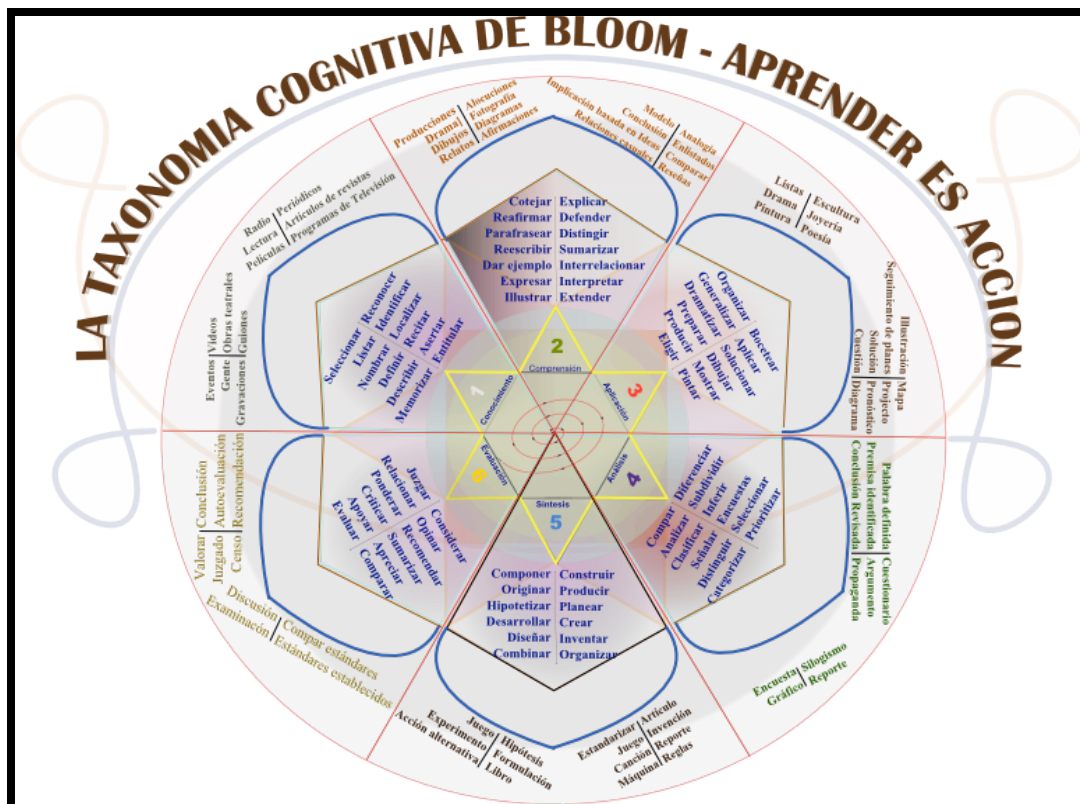 LA TAXONOMIA COGNITIVA DE BLOOM - APRENDER ES ACCION
Producciones Alocuciones
Drama Fotografía
Dibujos Diagramas
Relatos Afirmaciones
Modelo Analogía
Conclusión Enlistados
Implicación basada en Ideas Comparar
Relaciones casuales Reseñas
Cotejar Explicar
Reafirmar Defender
Parafrasear Distingir
Reescribir Sumarizar
Dar ejemplo Interrelacionar
Expresar Interpretar
Illustrar Extender
2
Comprensión
Listas Escultura
Drama Joyería
Pintura Poesía
Illustración Mapa
Seguimiento de planes Projecto
Solución Pronóstico
Cuestión Diagrama
Organizar Bocetear
Generalizar Aplicar
Dramatizar Solucionar
Preparar Dibujar
Producir Mostrar
Elegir Pintar
3
Aplicación
Palabra definida Cuestionario
Premisa identificada Argumento
Conclusión Revisada Propaganda
Encuesta Silogismo
Gráfico Reporte
Diferenciar
Compar Subdividir
Analizar Inferir
Clasificar Encuestas
Señalar Seleccionar
Distinguir Prioritizar
Categorizar
4
Análisis
Síntesis
5
Componer Construir
Originar Producir
Hipotetizar Planear
Desarrollar Crear
Diseñar Inventar
Combinar Organizar
Estandarizar Artículo
Juego Invención
Canción Reporte
Máquina Reglas
Juego Hipótesis
Experimento Formulación
Acción alternativa Libro
6
Evaluación
Juzgar Considerar
Relacionar Opinar
Ponderar Recomendar
Criticar Sumarizar
Apoyar Apreciar
Evaluar Comparar
Valorar Conclusión
Juzgado Autoevaluación
Censo Recomendación
Discusión Compar estándares
Examinacón Estándares establecidos
1
Conocimiento
Seleccionar Reconocer
Listar Identificar
Nombrar Localizar
Definir Recitar
Describir Asertar
Memorizar Entitular
Eventos Videos
Gente Obras teatrales
Gravaciones Guiones
Radio Periódicos
Lectura Artículos de revistas
Películas Programas de Televisión